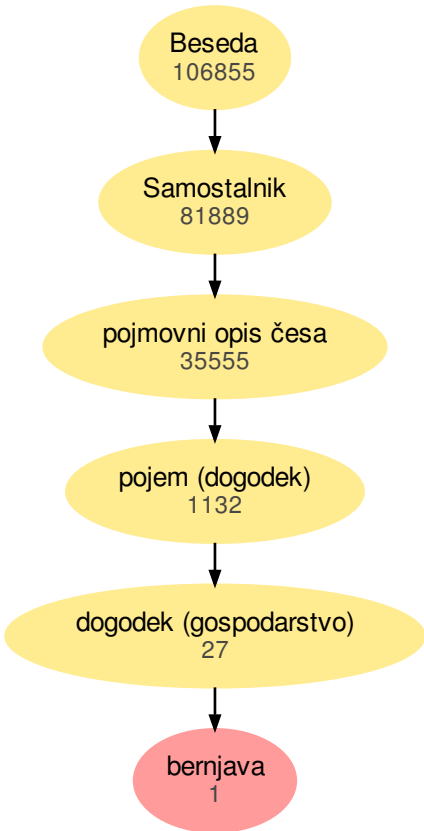 Beseda
106855
Samostalnik
81889
pojmovni opis česa
35555
pojem (dogodek)
1132
dogodek (gospodarstvo)
27
bernjava
1